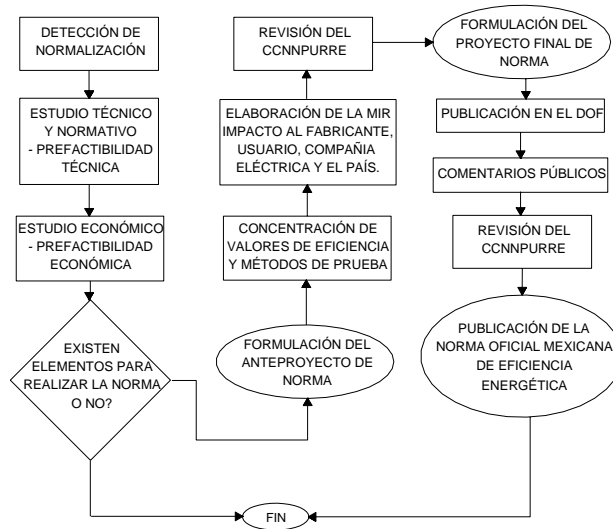 DETECCIÓN
DE NORMALIZACIÓN
ESTUDIO TÉCNICO
Y NORMATIVO
- PREFACTIBILIDAD
TÉCNICA
ESTUDIO ECONÓMICO
- PREFACTIBILIDAD
ECONÓMICA
EXISTEN
ELEMENTOS PARA
REALIZAR LA NORMA
O NO?
FORMULACIÓN DEL
ANTEPROYECTO DE
NORMA
CONCENTRACIÓN DE
VALORES DE EFICIENCIA
Y MÉTODOS DE PRUEBA
ELABORACIÓN DE LA MIR
IMPACTO AL FABRICANTE,
USUARIO, COMPAÑIA
ELÉCTRICA Y EL PAÍS.
REVISIÓN DEL
CCNNPURRE
FORMULACIÓN DEL
PROYECTO FINAL DE
NORMA
PUBLICACIÓN EN EL DOF
COMENTARIOS PÚBLICOS
REVISIÓN DEL
CCNNPURRE
PUBLICACIÓN DE LA
NORMA OFICIAL MEXICANA
DE EFICIENCIA
ENERGÉTICA
FIN